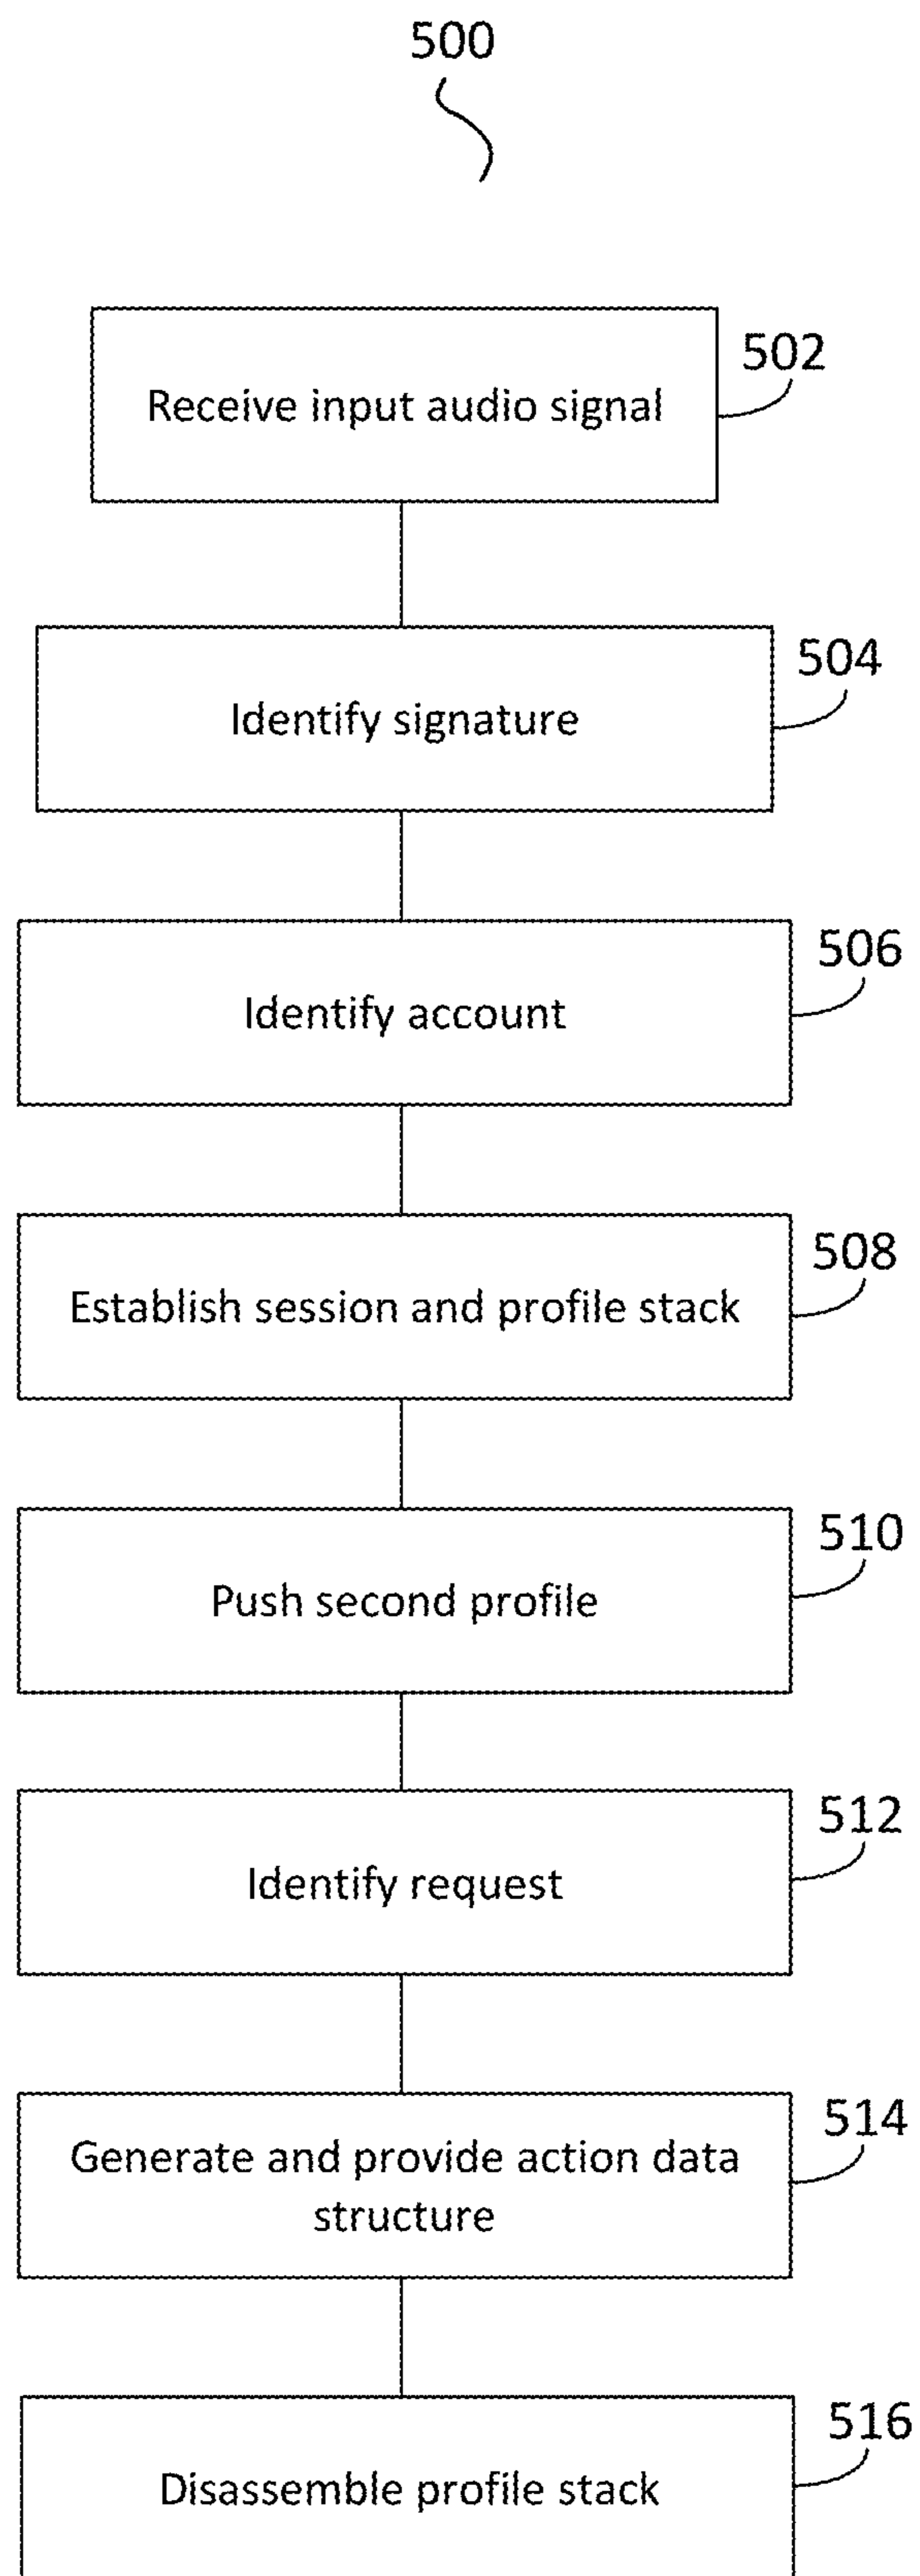 500
Receive input audio signal
502
Identify signature
504
Identify account
506
Establish session and profile stack
508
Push second profile
510
Identify request
512
Generate and provide action data
structure
514
Disassemble profile stack
516